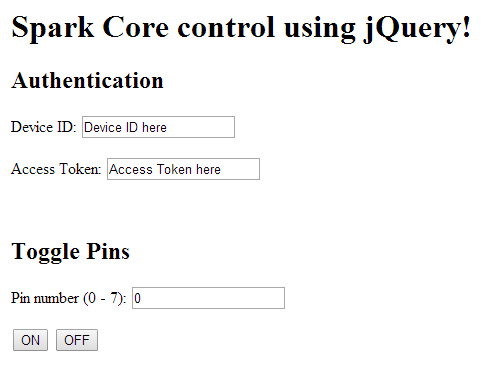 Spark Core control using jQuery!
Authentication
Device ID: Device ID here
Access Token: Access Token here
Toggle Pins
Pin number (0 - 7): 0
ON OFF